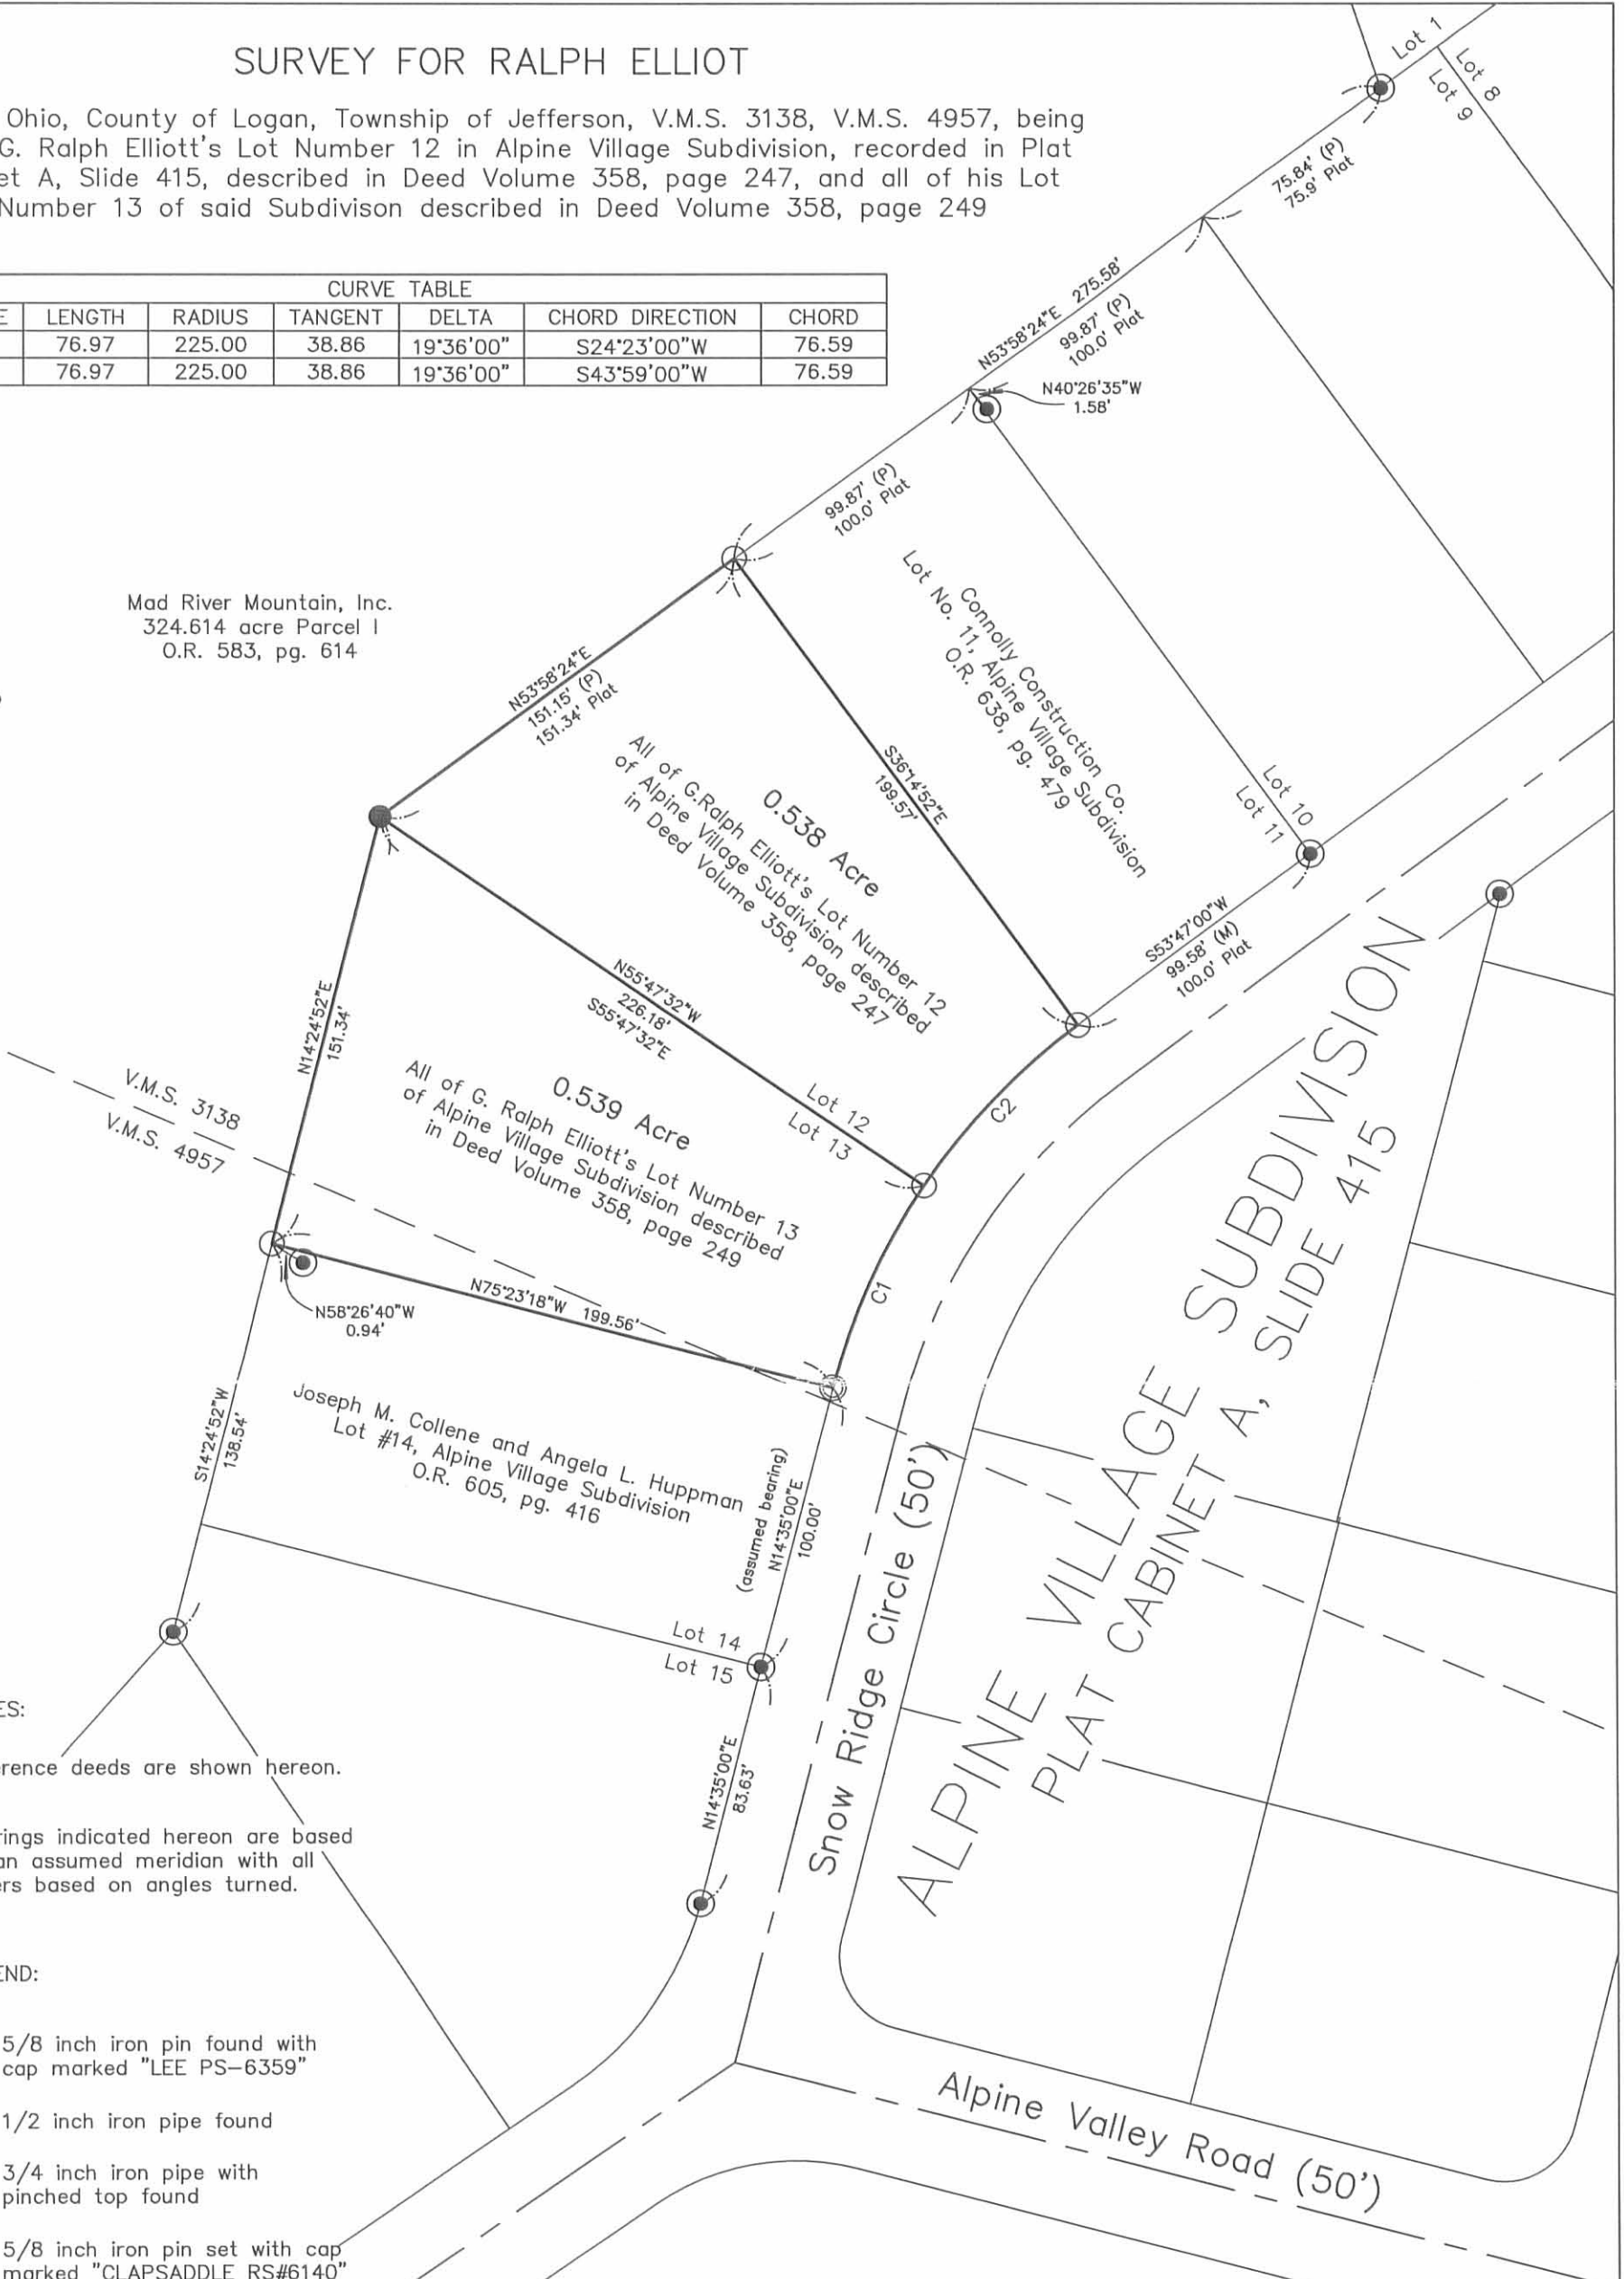 SURVEY FOR RALPH ELLIOT
Ohio, County of Logan, Township of Jefferson, V.M.S. 3138, V.M.S. 4957, being
G. Ralph Elliott's Lot Number 12 in Alpine Village Subdivision, recorded in Plat
et A, Slide 415, described in Deed Volume 358, page 247, and all of his Lot
Number 13 of said Subdivison described in Deed Volume 358, page 249
CURVE TABLE
E LENGTH RADIUS TANGENT DELTA CHORD DIRECTION CHORD
76.97 225.00 38.86 19°36'00" S24°23'00"W 76.59
76.97 225.00 38.86 19°36'00" S43°59'00"W 76.59
Lot 1
Lot 8
Lot 9
75.84' (P)
75.9' Plat
N53°58'24"E 275.58'
99.87' (P)
100.0' Plat
N40°26'35"W
1.58'
99.87' (P)
100.0' Plat
Mad River Mountain, Inc.
324.614 acre Parcel I
O.R. 583, pg. 614
N53°58'24"E
151.15' (P)
151.34' Plat
Connolly Construction Co.
Lot No. 11, Alpine Village Subdivision
O.R. 638, pg. 479
S36°14'52"E
199.57'
Lot 10
Lot 11
0.538 Acre
All of G.Ralph Elliott's Lot Number 12
of Alpine Village Subdivision described
in Deed Volume 358, page 247
S53°47'00"W
99.58' (M)
100.0' Plat
N55°47'32"W
226.18'
S55°47'32"E
N14°24'52"E
151.34'
Lot 12
Lot 13
C2
V.M.S. 3138
V.M.S. 4957
0.539 Acre
All of G. Ralph Elliott's Lot Number 13
of Alpine Village Subdivision described
in Deed Volume 358, page 249
C1
N75°23'18"W 199.56'
N58°26'40"W
0.94'
S14°24'52"W
138.54'
Joseph M. Collene and Angela L. Huppman
Lot #14, Alpine Village Subdivision
O.R. 605, pg. 416
(assumed bearing)
N14°35'00"E
100.00'
Lot 14
Lot 15
N14°35'00"E
83.63'
Snow Ridge Circle (50')
ALPINE VILLAGE SUBDIVISION
PLAT CABINET A, SLIDE 415
Alpine Valley Road (50')
ES:
rence deeds are shown hereon.
rings indicated hereon are based
an assumed meridian with all
ers based on angles turned.
END:
5/8 inch iron pin found with
cap marked "LEE PS-6359"
1/2 inch iron pipe found
3/4 inch iron pipe with
pinched top found
5/8 inch iron pin set with cap
marked "CLAPSADDLE RS#6140"